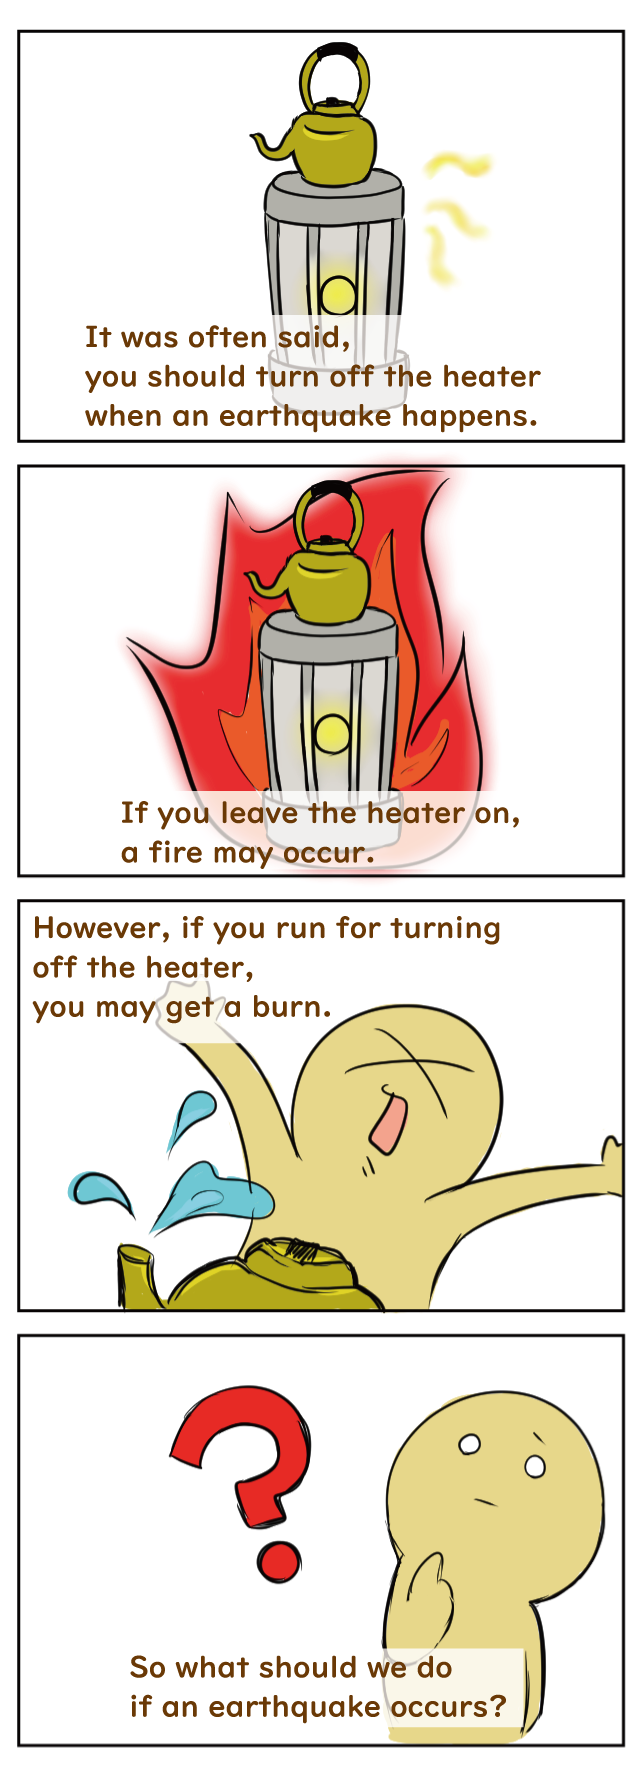 It was often said,
you should turn off the heater
when an earthquake happens.
If you leave the heater on,
a fire may occur.
However, if you run for turning
off the heater,
you may get a burn.
So what should we do
if an earthquake occurs?